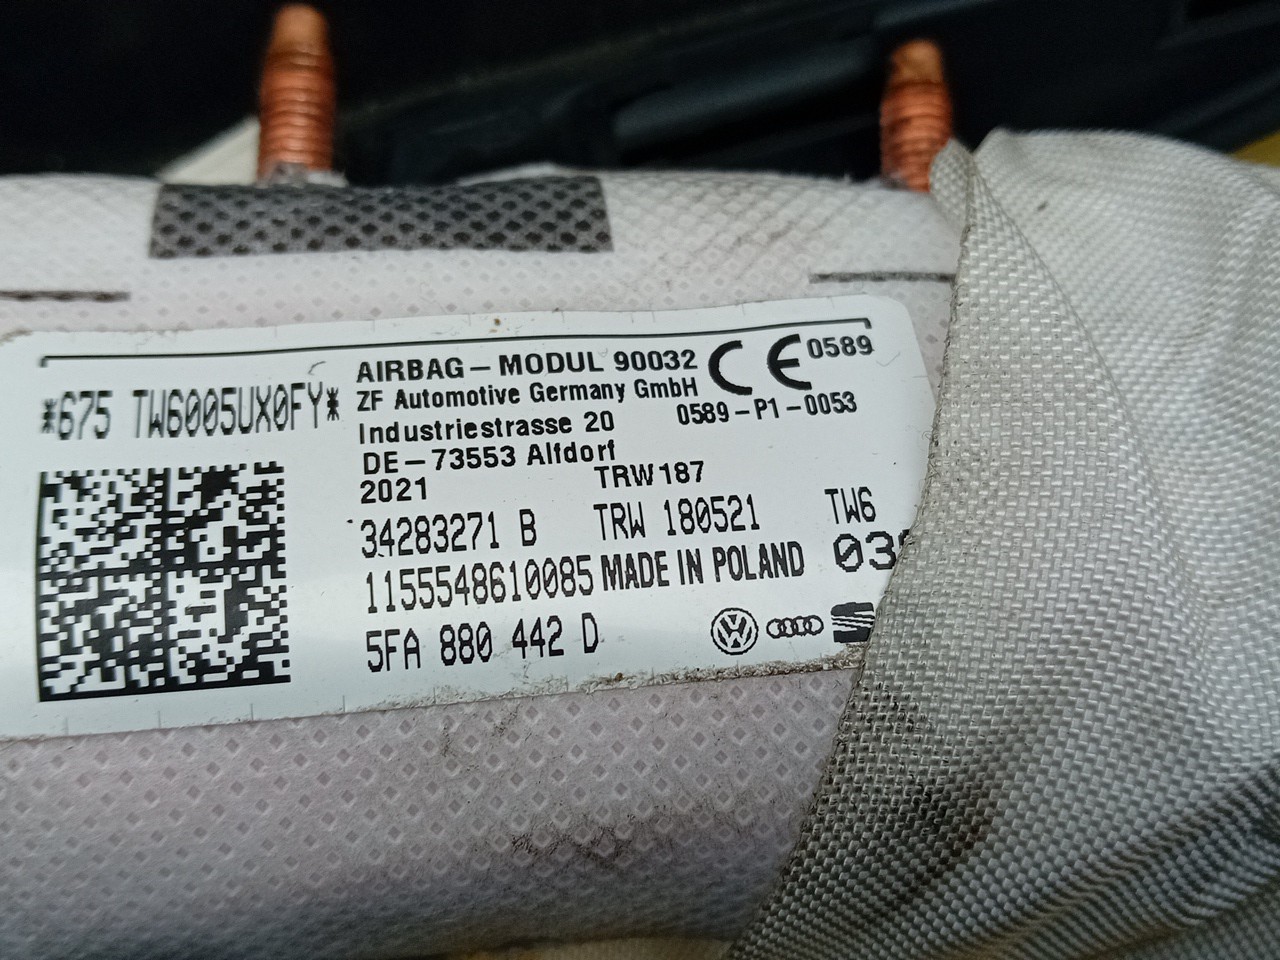 *675 TW6005UX0FY*
AIRBAG - MODUL 90032
ZF Automotive Germany GmbH
Industriestrasse 20
DE-73553 Alfdorf
2021
TRW187
CE 0589
0589-P1-0053
34283271 B
TRW 180521
TW6
1155548610085
MADE IN POLAND
5FA 880 442 D